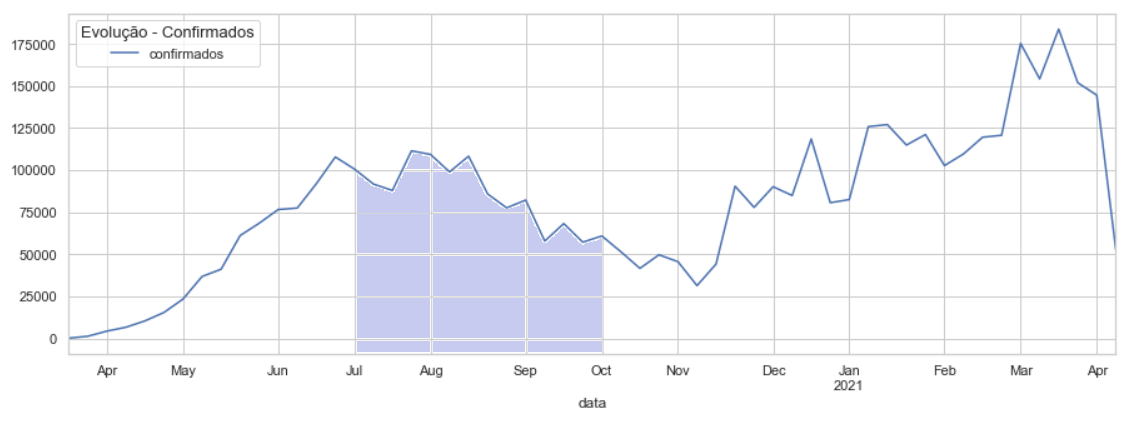 Evolução - Confirmados
confirmados
175000
150000
125000
100000
75000
50000
25000
0
Apr May Jun Jul Aug Sep Oct Nov Dec Jan Feb Mar Apr
2021
data